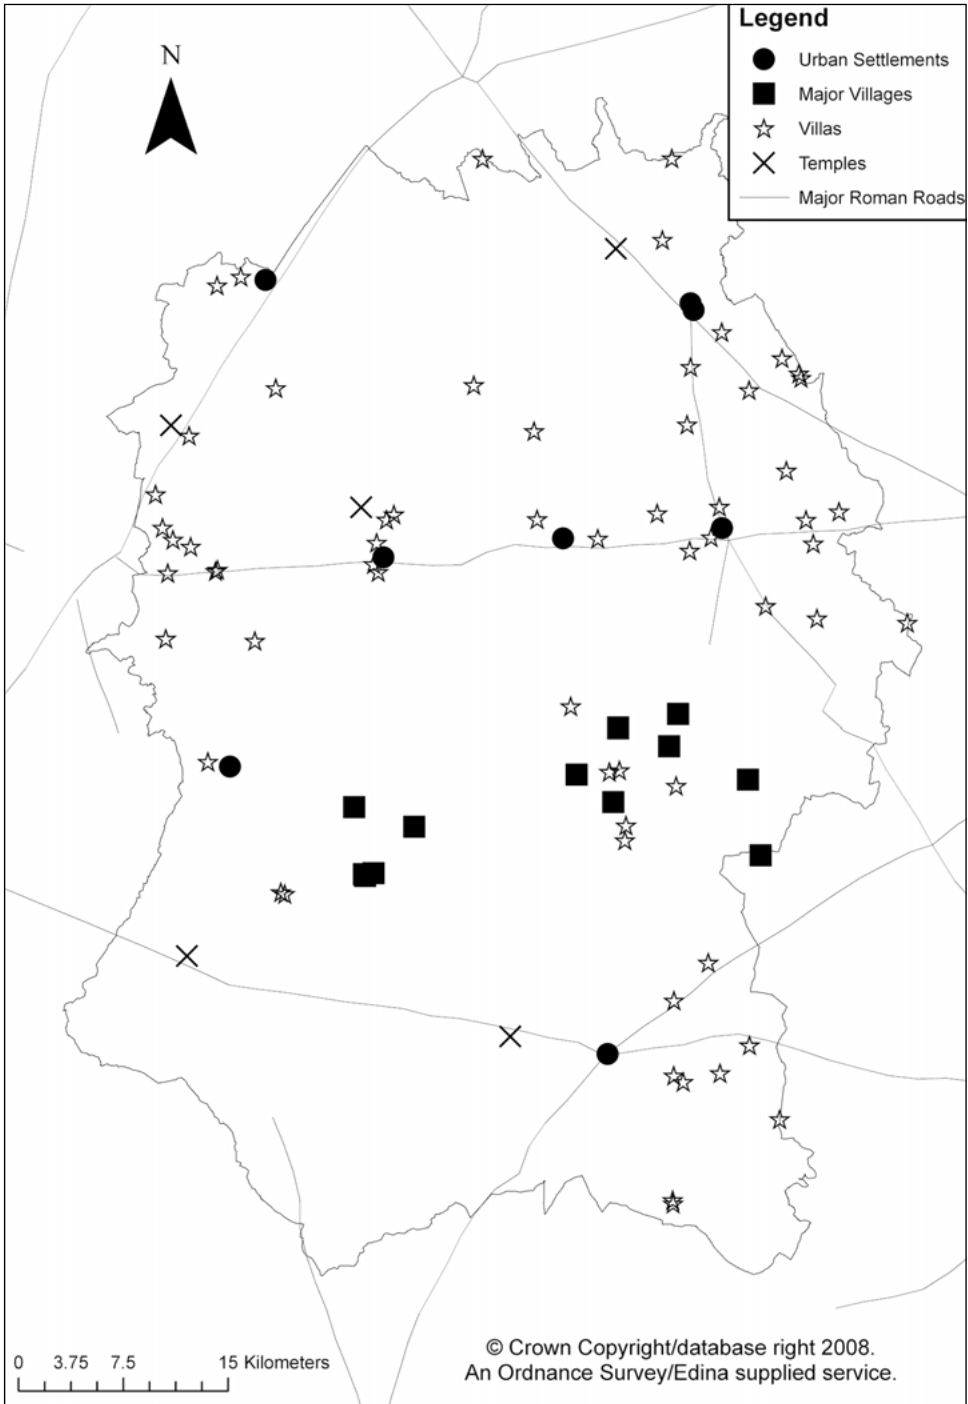 Legend
Urban Settlements
Major Villages
Villas
Temples
Major Roman Roads
N
0 3.75 7.5 15 Kilometers
© Crown Copyright/database right 2008.
An Ordnance Survey/Edina supplied service.